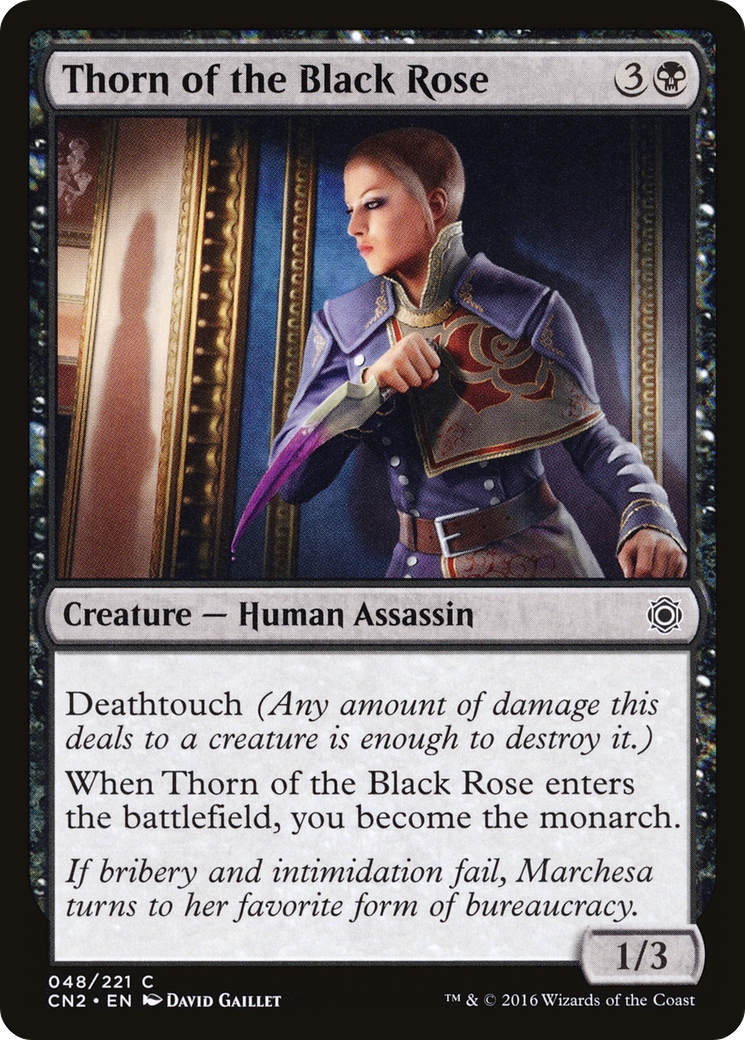 Thorn of the Black Rose 3
Creature — Human Assassin
Deathtouch (Any amount of damage this
deals to a creature is enough to destroy it.)
When Thorn of the Black Rose enters
the battlefield, you become the monarch.
If bribery and intimidation fail, Marchesa
turns to her favorite form of bureaucracy.
1/3
048/221 C
CN2 • EN David Gaillet
™ & © 2016 Wizards of the Coast